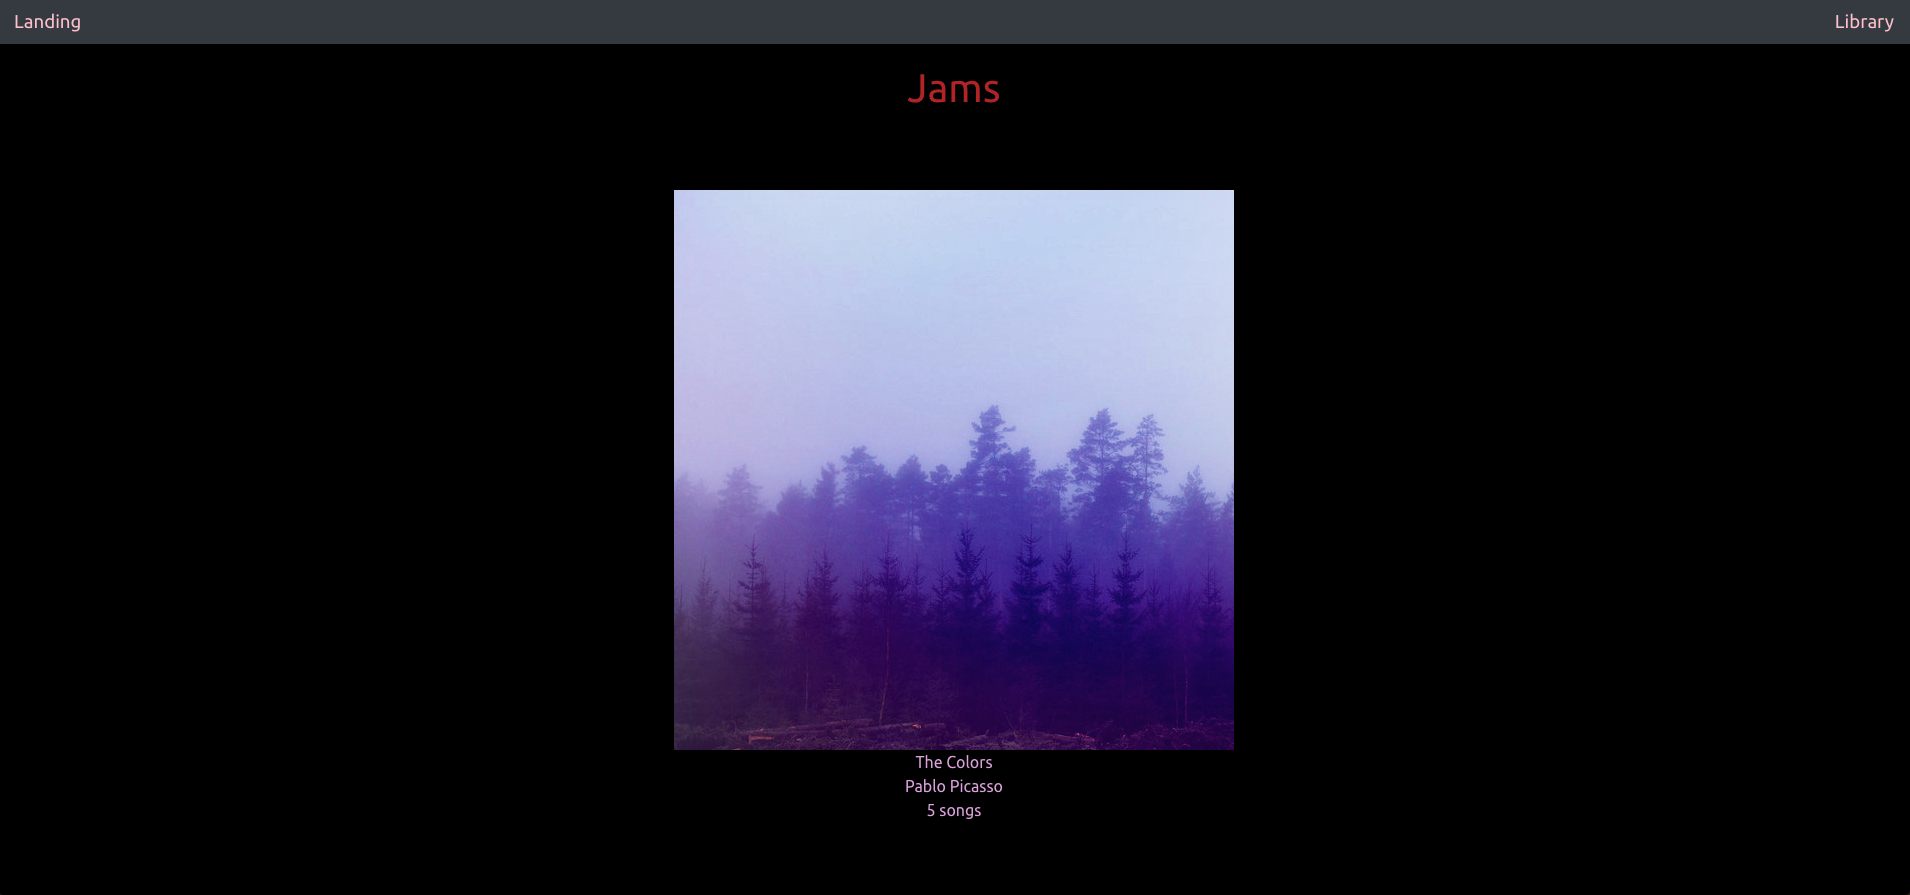 Landing
Library
Jams
The Colors
Pablo Picasso
5 songs